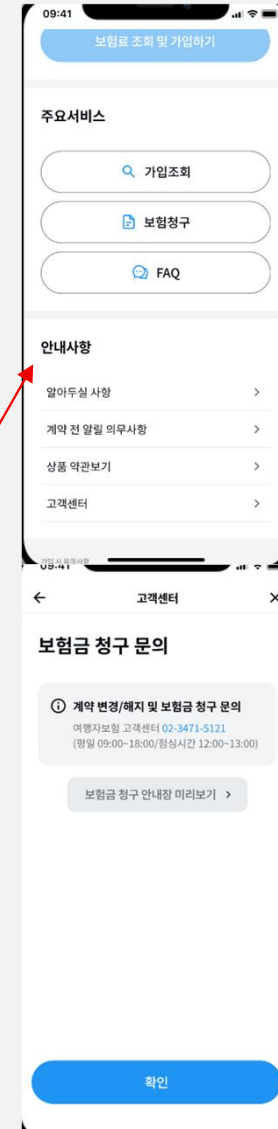 09:41
보험료 조회 및 가입하기
주요서비스
가입조회
보험청구
FAQ
안내사항
알아두실 사항
계약 전 알릴 의무사항
상품 약관보기
고객센터
고객센터
보험금 청구 문의
계약 변경/해지 및 보험금 청구 문의
여행자보험 고객센터 02-3471-5121
(평일 09:00~18:00/점심시간 12:00~13:00)
보험금 청구 안내장 미리보기
확인